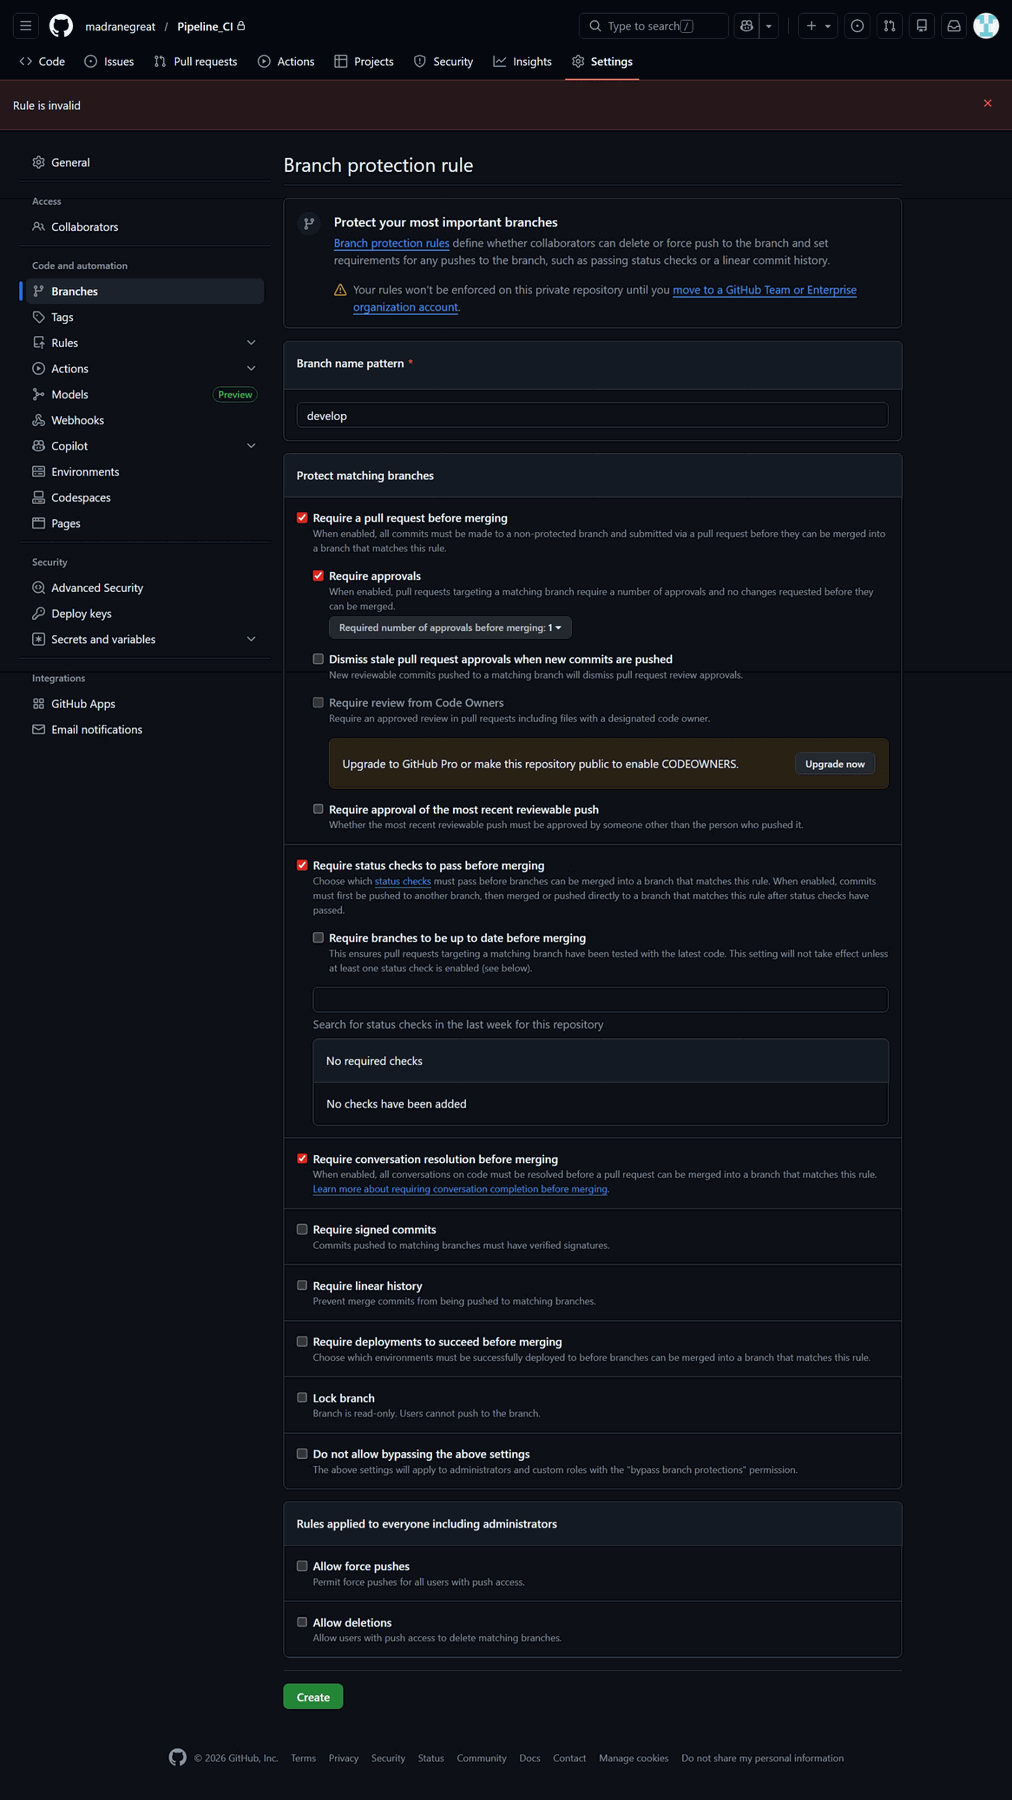 madranegreat / Pipeline_CI
Type to search /
Code Issues Pull requests Actions Projects Security Insights Settings
Rule is invalid
General
Access
Collaborators
Code and automation
Branches
Tags
Rules
Actions
Models Preview
Webhooks
Copilot
Environments
Codespaces
Pages
Security
Advanced Security
Deploy keys
Secrets and variables
Integrations
GitHub Apps
Email notifications
Branch protection rule
Protect your most important branches
Branch protection rules define whether collaborators can delete or force push to the branch and set
requirements for any pushes to the branch, such as passing status checks or a linear commit history.
Your rules won't be enforced on this private repository until you move to a GitHub Team or Enterprise
organization account.
Branch name pattern *
develop
Protect matching branches
Require a pull request before merging
When enabled, all commits must be made to a non-protected branch and submitted via a pull request before they can be merged into
a branch that matches this rule.
Require approvals
When enabled, pull requests targeting a matching branch require a number of approvals and no changes requested before they
can be merged.
Required number of approvals before merging: 1
Dismiss stale pull request approvals when new commits are pushed
New reviewable commits pushed to a matching branch will dismiss pull request review approvals.
Require review from Code Owners
Require an approved review in pull requests including files with a designated code owner.
Upgrade to GitHub Pro or make this repository public to enable CODEOWNERS. Upgrade now
Require approval of the most recent reviewable push
Whether the most recent reviewable push must be approved by someone other than the person who pushed it.
Require status checks to pass before merging
Choose which status checks must pass before branches can be merged into a branch that matches this rule. When enabled, commits
must first be pushed to another branch, then merged or pushed directly to a branch that matches this rule after status checks have
passed.
Require branches to be up to date before merging
This ensures pull requests targeting a matching branch have been tested with the latest code. This setting will not take effect unless
at least one status check is enabled (see below).
Search for status checks in the last week for this repository
No required checks
No checks have been added
Require conversation resolution before merging
When enabled, all conversations on code must be resolved before a pull request can be merged into a branch that matches this rule.
Learn more about requiring conversation completion before merging.
Require signed commits
Commits pushed to matching branches must have verified signatures.
Require linear history
Prevent merge commits from being pushed to matching branches.
Require deployments to succeed before merging
Choose which environments must be successfully deployed to before branches can be merged into a branch that matches this rule.
Lock branch
Branch is read-only. Users cannot push to the branch.
Do not allow bypassing the above settings
The above settings will apply to administrators and custom roles with the "bypass branch protections" permission.
Rules applied to everyone including administrators
Allow force pushes
Permit force pushes for all users with push access.
Allow deletions
Allow users with push access to delete matching branches.
Create
© 2026 GitHub, Inc. Terms Privacy Security Status Community Docs Contact Manage cookies Do not share my personal information